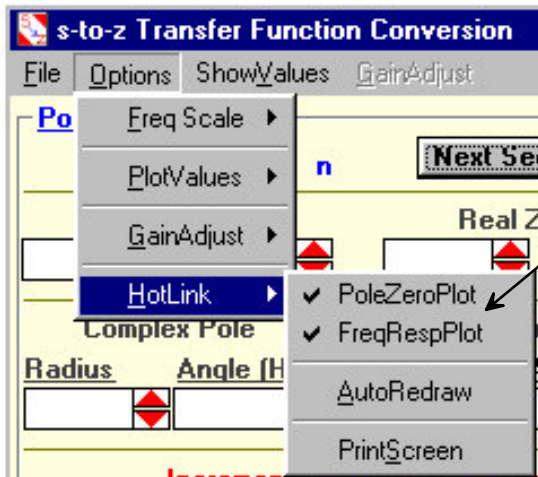 s-to-z Transfer Function Conversion
File Options ShowValues GainAdjust
Po
Freq Scale
n
Next
PlotValues
Real
GainAdjust
HotLink
PoleZeroPlot
Complex Pole
FreqRespPlot
Radius Angle
AutoRedraw
PrintScreen